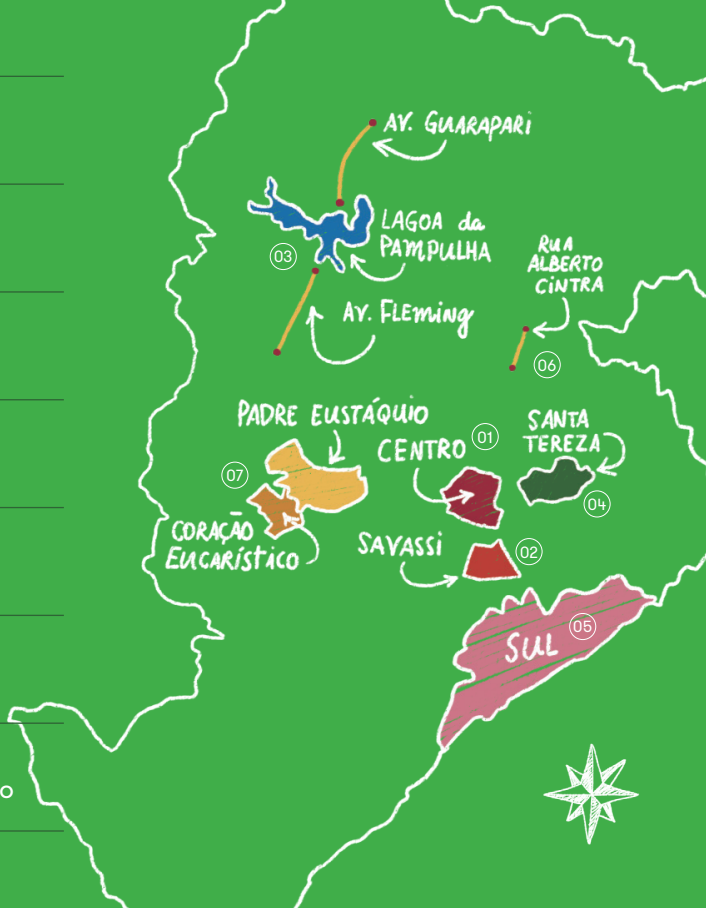 AV. GUARAPARI
LAGOA da
PAMPULHA
03
RUA
ALBERTO
CINTRA
AV. FLEMING
06
PADRE EUSTÁQUIO
01
CENTRO
SANTA
TEREZA
07
04
CORAÇÃO
EUCARÍSTICO
SAVASSI
02
05
SUL
O